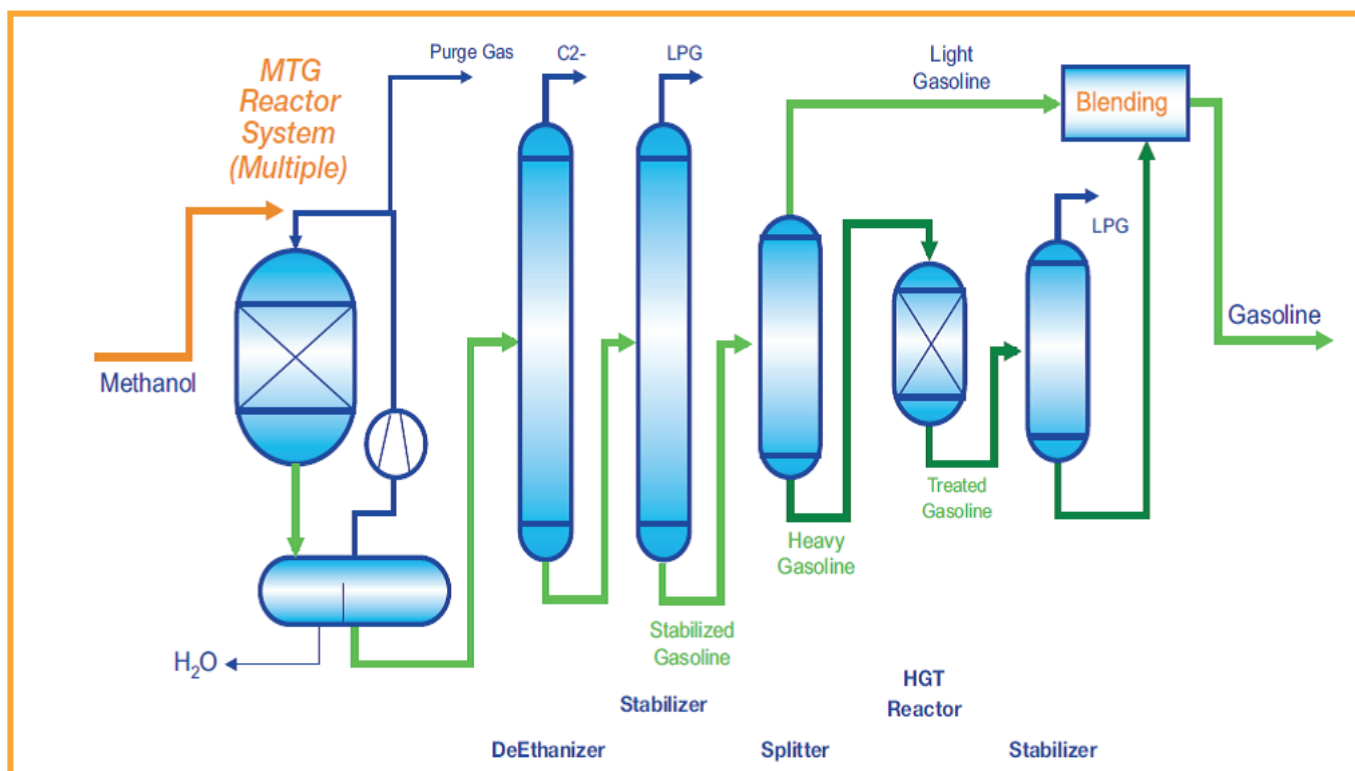 Purge Gas
C2-
LPG
Light
Gasoline
MTG
Reactor
System
(Multiple)
Blending
LPG
Gasoline
Methanol
Treated
Gasoline
Heavy
Gasoline
Stabilized
Gasoline
H₂O
HGT
Reactor
Stabilizer
DeEthanizer
Splitter
Stabilizer